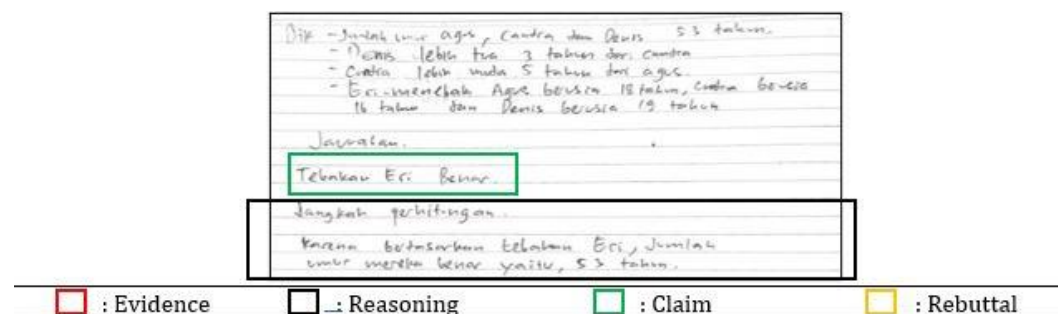 Dik - Jumlah umur agus, Candra dan Denis 53 tahun.
- Denis lebih tua 3 tahun dari candra
- Candra lebih muda 5 tahun dari agus.
- Eri menebak Agus berusia 18 tahun, candra berusia
16 tahun dan Denis berusia 19 tahun
Jawaban.
Tebakan Eri Benar.
Langkah perhitungan.
Karena berdasarkan tebakan Eri, Jumlah
umur mereka benar yaitu, 53 tahun.
: Evidence : Reasoning : Claim : Rebuttal